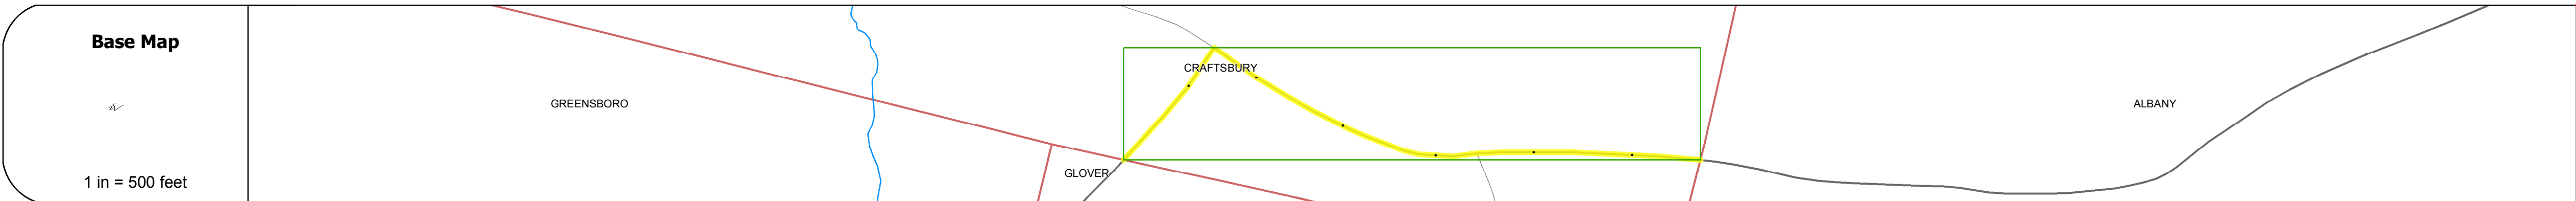 Base Map
1 in = 500 feet
GREENSBORO
CRAFTSBURY
GLOVER
ALBANY